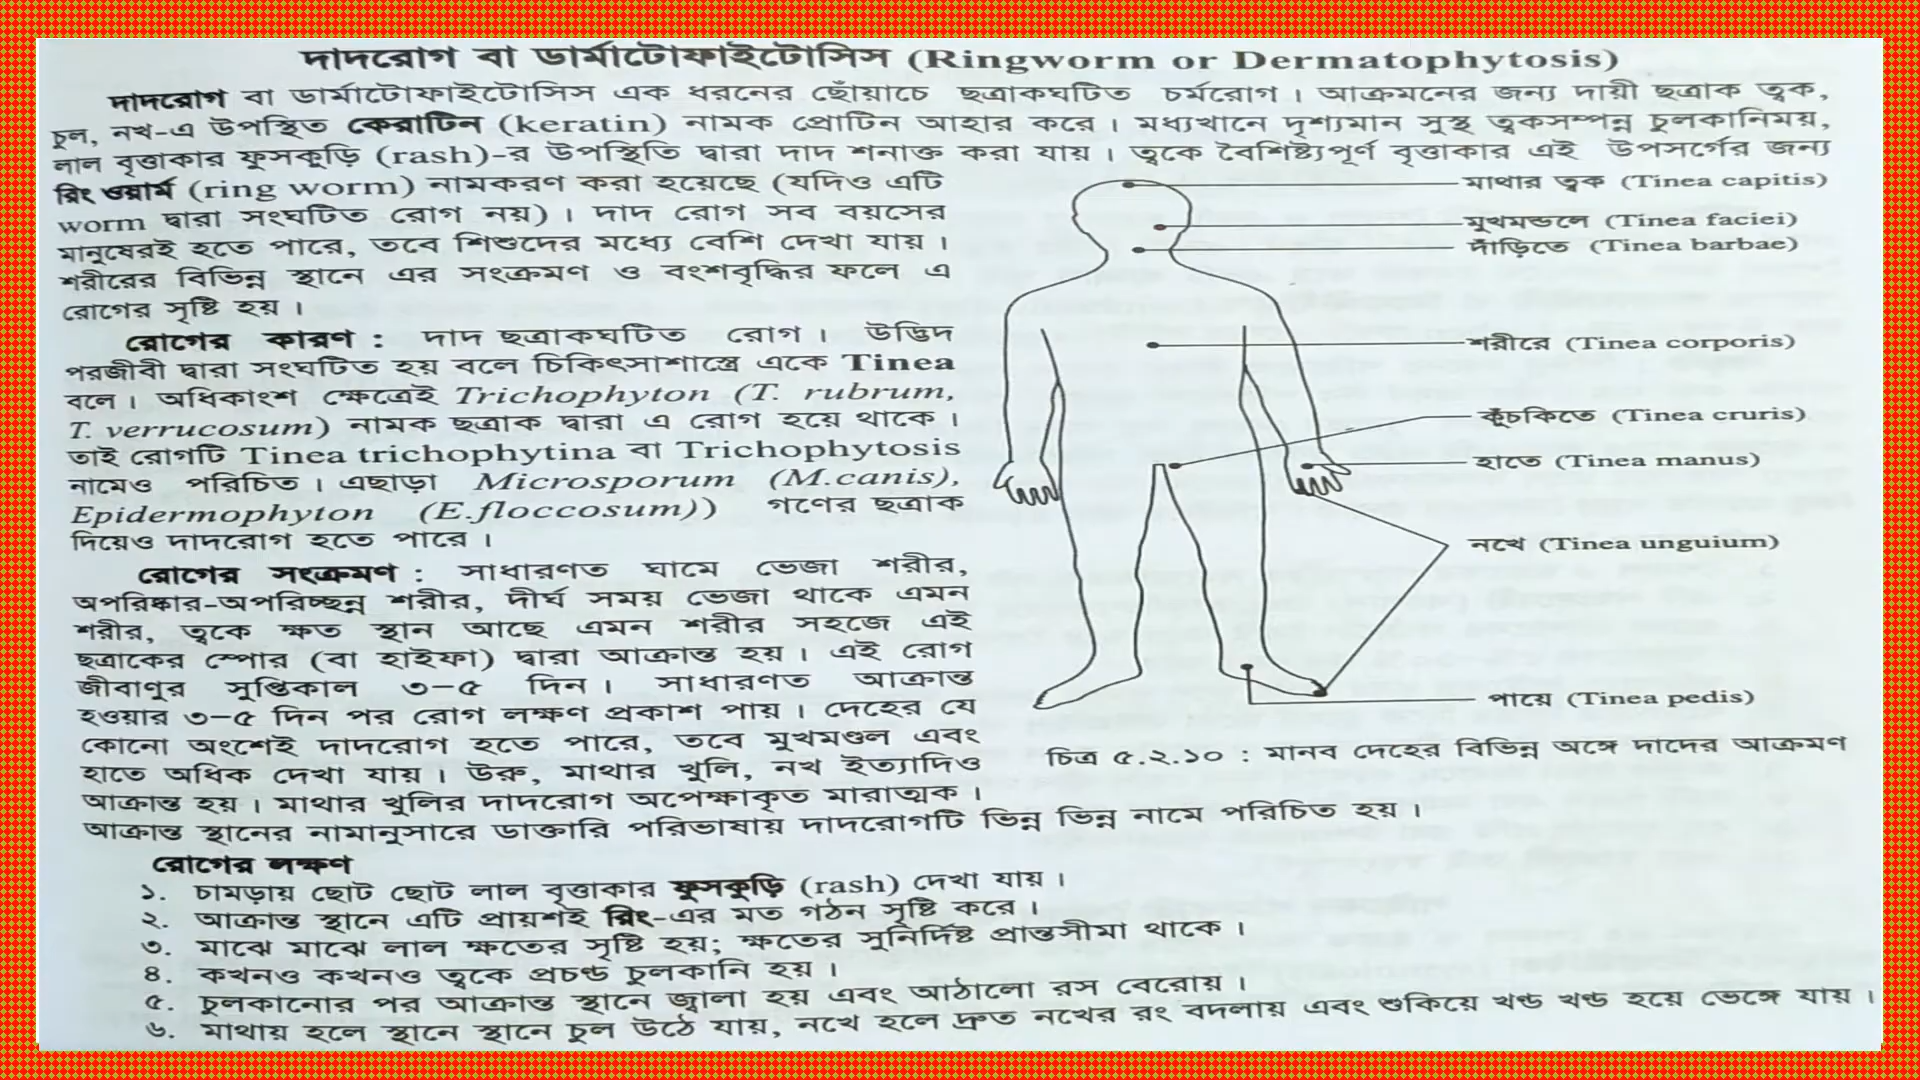 দাদরোগ বা ডার্মাটোফাইটোসিস (Ringworm or Dermatophytosis)
দাদরোগ বা ডার্মাটোফাইটোসিস এক ধরনের ছোঁয়াচে ছত্রাকঘটিত চর্মরোগ। আক্রমনের জন্য দায়ী ছত্রাক ত্বক,
চুল, নখ-এ উপস্থিত কেরাটিন (keratin) নামক প্রোটিন আহার করে। মধ্যখানে দৃশ্যমান সুস্থ ত্বকসম্পন্ন চুলকানিময়,
লাল বৃত্তাকার ফুসকুড়ি (rash)-র উপস্থিতি দ্বারা দাদ শনাক্ত করা যায়। ত্বকে বৈশিষ্ট্যপূর্ণ বৃত্তাকার এই উপসর্গের জন্য
রিং ওয়ার্ম (ring worm) নামকরণ করা হয়েছে (যদিও এটি
worm দ্বারা সংঘটিত রোগ নয়)। দাদ রোগ সব বয়সের
মানুষেরই হতে পারে, তবে শিশুদের মধ্যে বেশি দেখা যায়।
শরীরের বিভিন্ন স্থানে এর সংক্রমণ ও বংশবৃদ্ধির ফলে এ
রোগের সৃষ্টি হয়।
রোগের কারণ : দাদ ছত্রাকঘটিত রোগ। উদ্ভিদ
পরজীবী দ্বারা সংঘটিত হয় বলে চিকিৎসাশাস্ত্রে একে Tinea
বলে। অধিকাংশ ক্ষেত্রেই Trichophyton (T. rubrum,
T. verrucosum) নামক ছত্রাক দ্বারা এ রোগ হয়ে থাকে।
তাই রোগটি Tinea trichophytina বা Trichophytosis
নামেও পরিচিত। এছাড়া Microsporum (M.canis),
Epidermophyton (E.floccosum)) গণের ছত্রাক
দিয়েও দাদরোগ হতে পারে।
রোগের সংক্রমণ : সাধারণত ঘামে ভেজা শরীর,
অপরিষ্কার-অপরিচ্ছন্ন শরীর, দীর্ঘ সময় ভেজা থাকে এমন
শরীর, ত্বকে ক্ষত স্থান আছে এমন শরীর সহজে এই
ছত্রাকের স্পোর (বা হাইফা) দ্বারা আক্রান্ত হয়। এই রোগ
জীবাণুর সুপ্তিকাল ৩–৫ দিন। সাধারণত আক্রান্ত
হওয়ার ৩–৫ দিন পর রোগ লক্ষণ প্রকাশ পায়। দেহের যে
কোনো অংশেই দাদরোগ হতে পারে, তবে মুখমণ্ডল এবং
হাতে অধিক দেখা যায়। উরু, মাথার খুলি, নখ ইত্যাদিও
আক্রান্ত হয়। মাথার খুলির দাদরোগ অপেক্ষাকৃত মারাত্মক।
আক্রান্ত স্থানের নামানুসারে ডাক্তারি পরিভাষায় দাদরোগটি ভিন্ন ভিন্ন নামে পরিচিত হয়।
মাথার ত্বক (Tinea capitis)
মুখমন্ডলে (Tinea faciei)
দাঁড়িতে (Tinea barbae)
শরীরে (Tinea corporis)
কুঁচকিতে (Tinea cruris)
হাতে (Tinea manus)
নখে (Tinea unguium)
পায়ে (Tinea pedis)
চিত্র ৫.২.১০ : মানব দেহের বিভিন্ন অঙ্গে দাদের আক্রমণ
রোগের লক্ষণ
১. চামড়ায় ছোট ছোট লাল বৃত্তাকার ফুসকুড়ি (rash) দেখা যায়।
২. আক্রান্ত স্থানে এটি প্রায়শই রিং-এর মত গঠন সৃষ্টি করে।
৩. মাঝে মাঝে লাল ক্ষতের সৃষ্টি হয়; ক্ষতের সুনির্দিষ্ট প্রান্তসীমা থাকে।
৪. কখনও কখনও ত্বকে প্রচণ্ড চুলকানি হয়।
৫. চুলকানোর পর আক্রান্ত স্থানে জ্বালা হয় এবং আঠালো রস বেরোয়।
৬. মাথায় হলে স্থানে স্থানে চুল উঠে যায়, নখে হলে দ্রুত নখের রং বদলায় এবং শুকিয়ে খন্ড খন্ড হয়ে ভেঙ্গে যায়।